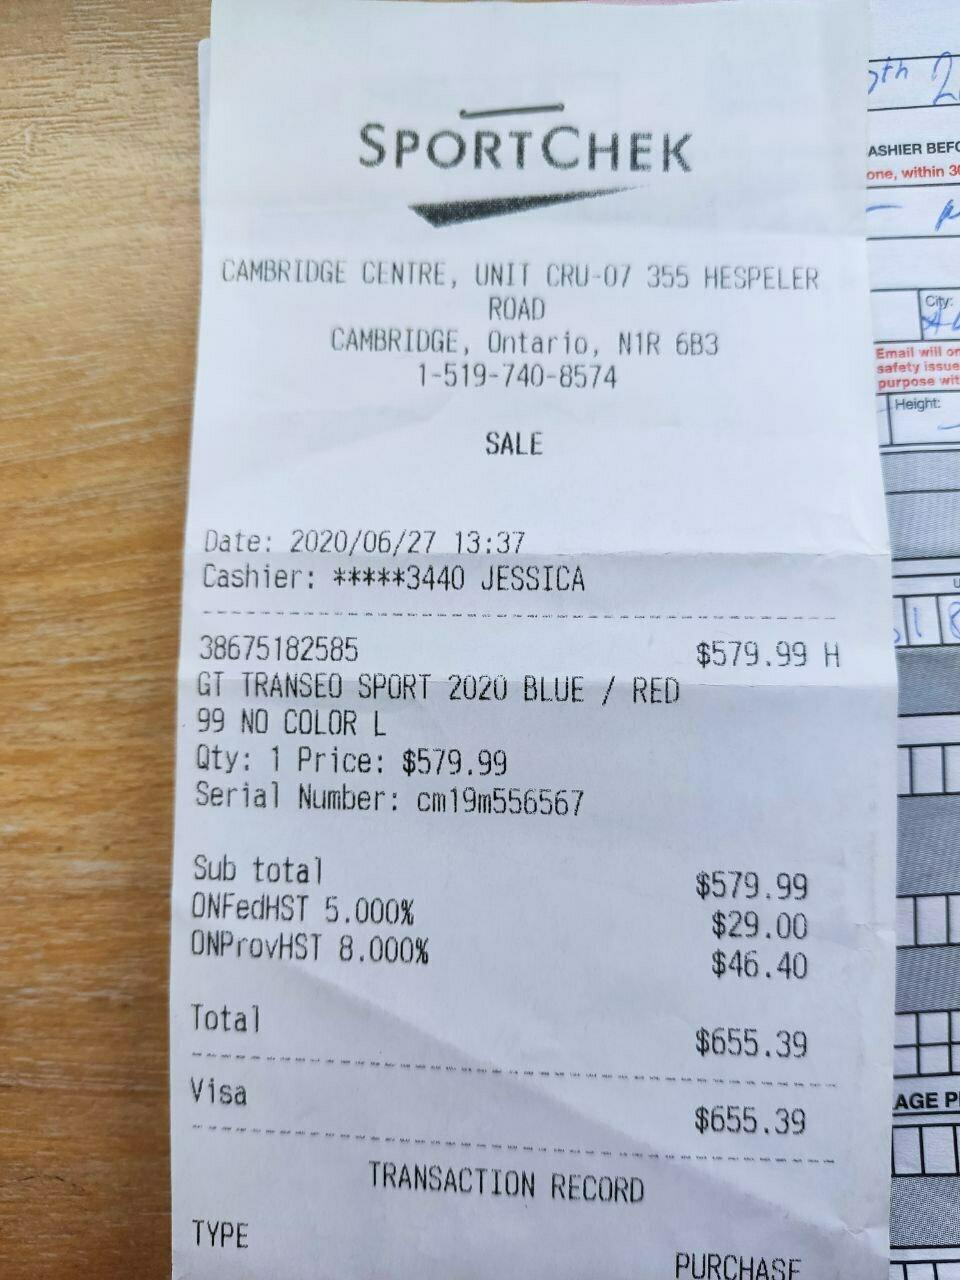 SPORTCHEK
CAMBRIDGE CENTRE, UNIT CRU-07 355 HESPELER
ROAD
CAMBRIDGE, Ontario, N1R 6B3
1-519-740-8574
SALE
Date: 2020/06/27 13:37
Cashier: *****3440 JESSICA
38675182585 $579.99 H
GT TRANSEO SPORT 2020 BLUE / RED
99 NO COLOR L
Qty: 1 Price: $579.99
Serial Number: cm19m556567
Sub total $579.99
ONFedHST 5.000% $29.00
ONProvHST 8.000% $46.40
Total $655.39
Visa $655.39
TRANSACTION RECORD
TYPE
PURCHASE
ASHIER BEFO
one, within 30
City:
Email will on
safety issue
purpose wit
Height:
AGE P